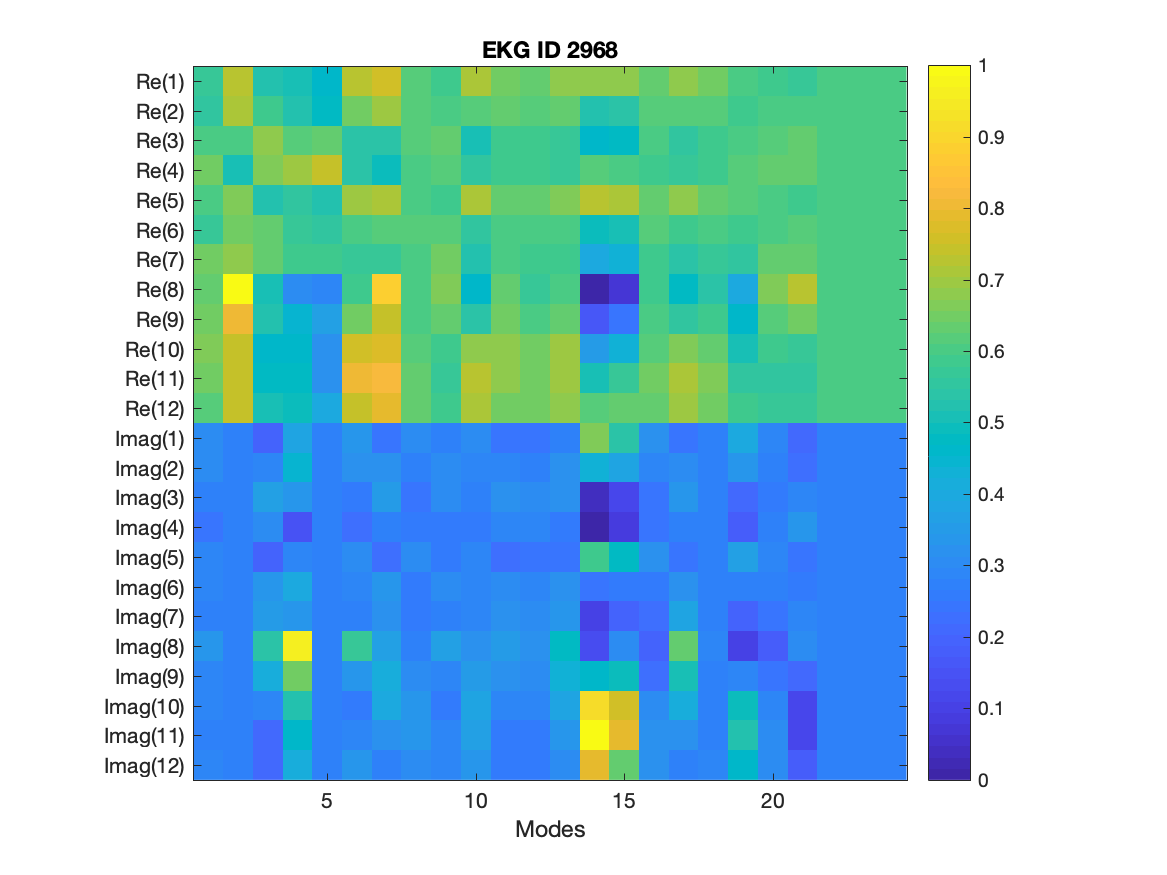 EKG ID 2968
Re(1)
Re(2)
Re(3)
Re(4)
Re(5)
Re(6)
Re(7)
Re(8)
Re(9)
Re(10)
Re(11)
Re(12)
Imag(1)
Imag(2)
Imag(3)
Imag(4)
Imag(5)
Imag(6)
Imag(7)
Imag(8)
Imag(9)
Imag(10)
Imag(11)
Imag(12)
5 10 15 20
Modes
1
0.9
0.8
0.7
0.6
0.5
0.4
0.3
0.2
0.1
0